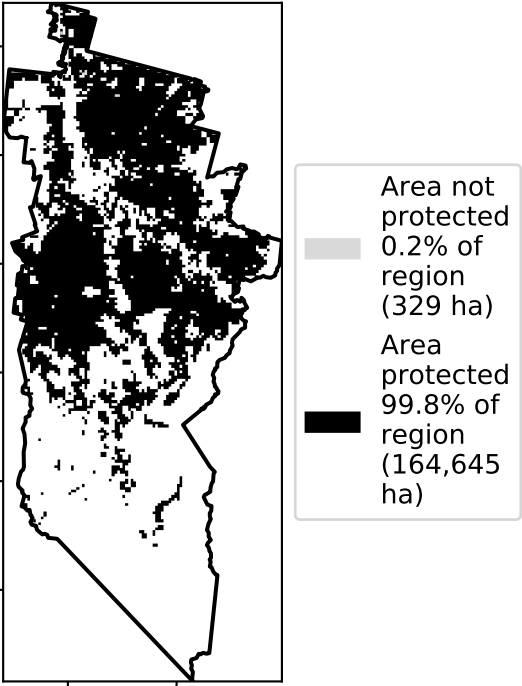 Area not
protected
0.2% of
region
(329 ha)
Area
protected
99.8% of
region
(164,645
ha)